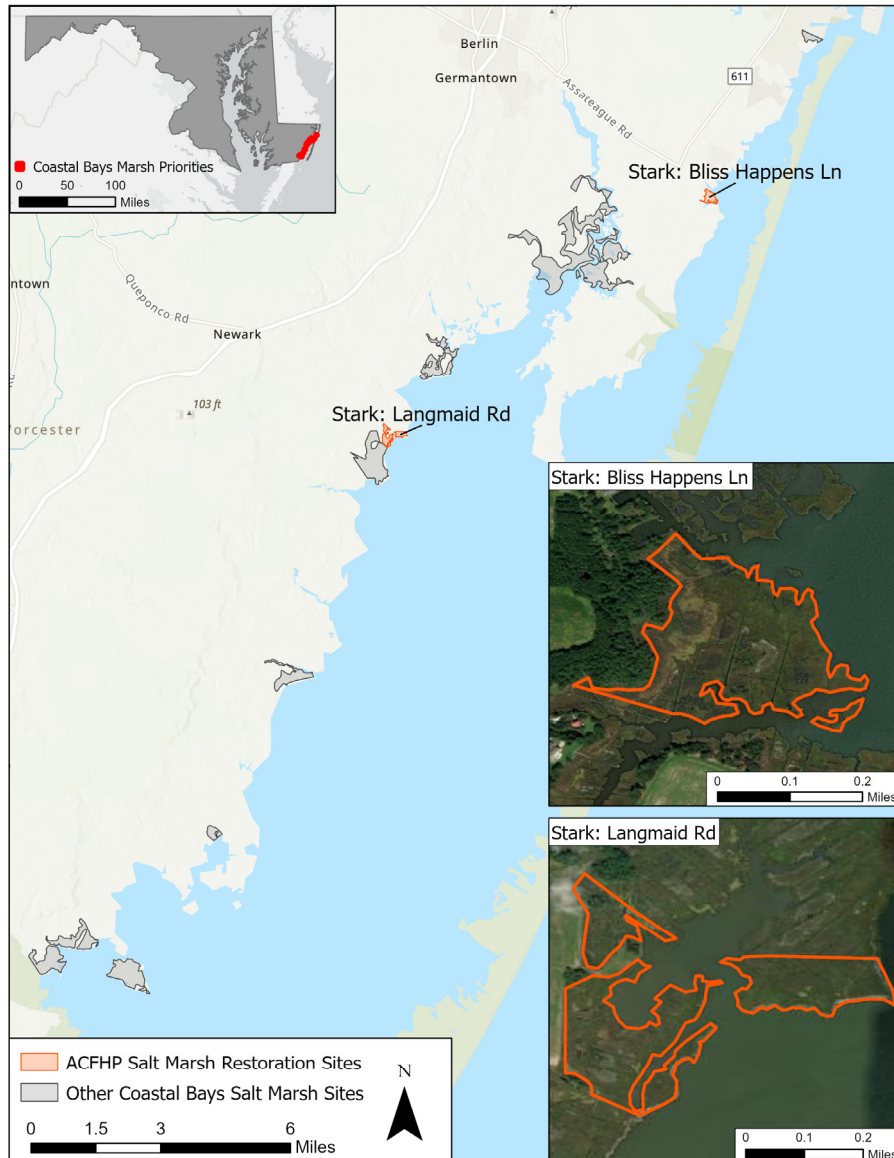 Coastal Bays Marsh Priorities
0 50 100
Miles
Berlin
Germantown
611
Assateague Rd
Stark: Bliss Happens Ln
ntown
Queponco Rd
Newark
103 ft
Vorcester
Stark: Langmaid Rd
Stark: Bliss Happens Ln
0 0.1 0.2
Miles
Stark: Langmaid Rd
0 0.1 0.2
Miles
ACFHP Salt Marsh Restoration Sites
Other Coastal Bays Salt Marsh Sites
N
0 1.5 3 6
Miles